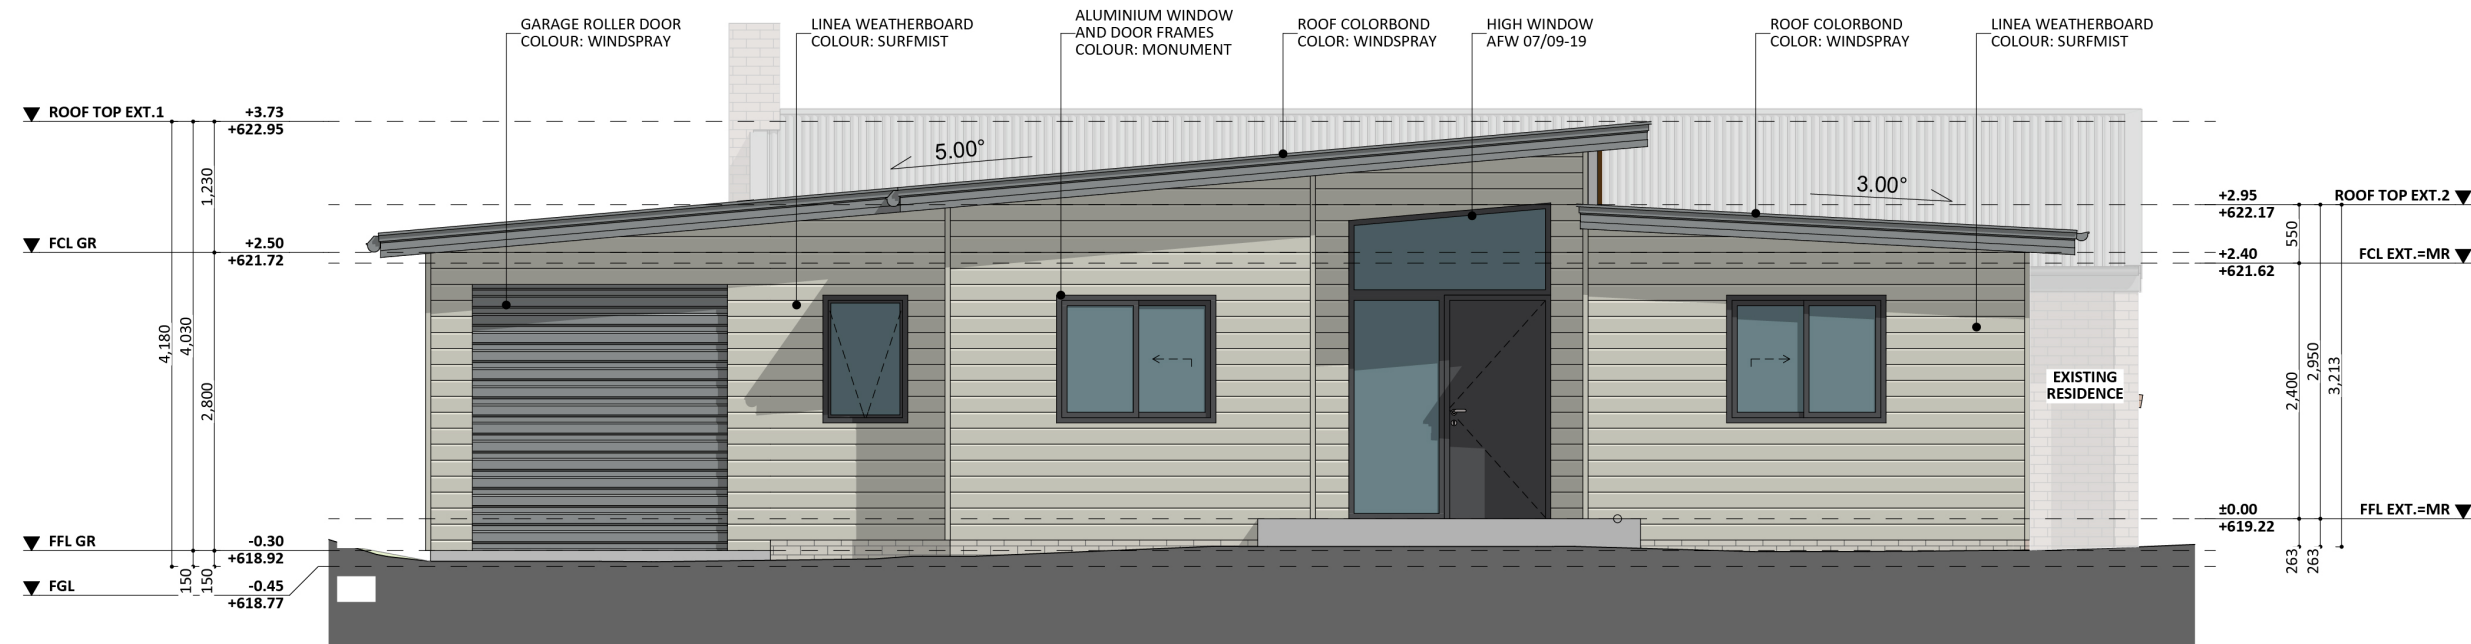 GARAGE ROLLER DOOR
COLOUR: WINDSPRAY
LINEA WEATHERBOARD
COLOUR: SURFMIST
ALUMINIUM WINDOW
AND DOOR FRAMES
COLOUR: MONUMENT
ROOF COLORBOND
COLOR: WINDSPRAY
HIGH WINDOW
AFW 07/09-19
ROOF COLORBOND
COLOR: WINDSPRAY
LINEA WEATHERBOARD
COLOUR: SURFMIST
ROOF TOP EXT.1
+3.73
+622.95
FCL GR
+2.50
+621.72
FFL GR
-0.30
+618.92
FGL
-0.45
+618.77
4,180
4,030
1,230
2,800
150
150
5.00°
3.00°
EXISTING
RESIDENCE
+2.95
ROOF TOP EXT.2
+622.17
+2.40
FCL EXT.=MR
+621.62
±0.00
FFL EXT.=MR
+619.22
550
2,400
2,950
3,213
263
263